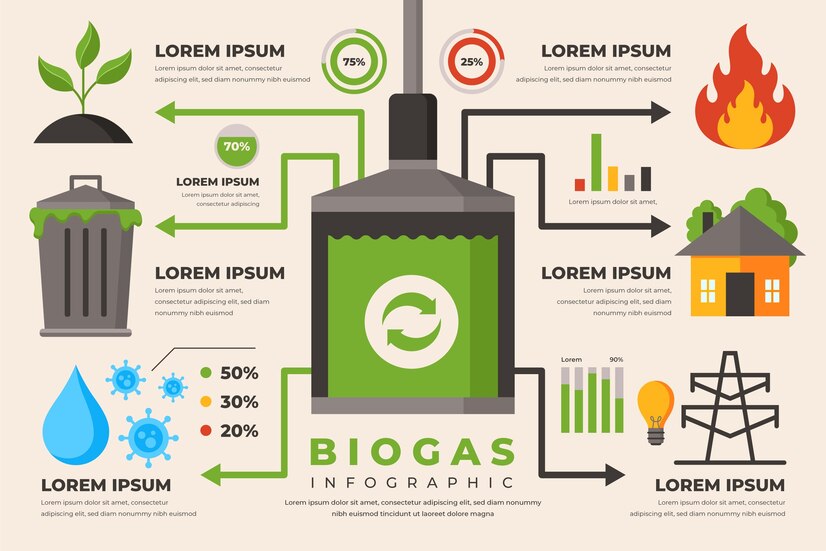 LOREM IPSUM
Lorem ipsum dolor sit amet, consectetur
adipiscing elit, sed diam nonummy nibh euismod
75%
25%
LOREM IPSUM
Lorem ipsum dolor sit amet, consectetur
adipiscing elit, sed diam nonummy nibh euismod
70%
LOREM IPSUM
Lorem ipsum dolor sit amet,
consectetur adipiscing
Lorem ipsum dolor sit amet,
LOREM IPSUM
Lorem ipsum dolor sit amet,
consectetur adipiscing elit, sed diam
nonummy nibh euismod
LOREM IPSUM
Lorem ipsum dolor sit amet,
consectetur adipiscing elit, sed diam
nonummy nibh euismod
50%
30%
20%
Lorem 90%
LOREM IPSUM
Lorem ipsum dolor sit amet, consectetur
adipiscing elit, sed diam nonummy nibh euismod
BIOGAS
INFOGRAPHIC
Lorem ipsum dolor sit amet, consectetur adipiscing elit, sed diam nonummy
nibh euismod tincidunt ut laoreet dolore magna
LOREM IPSUM
Lorem ipsum dolor sit amet, consectetur
adipiscing elit, sed diam nonummy nibh euismod